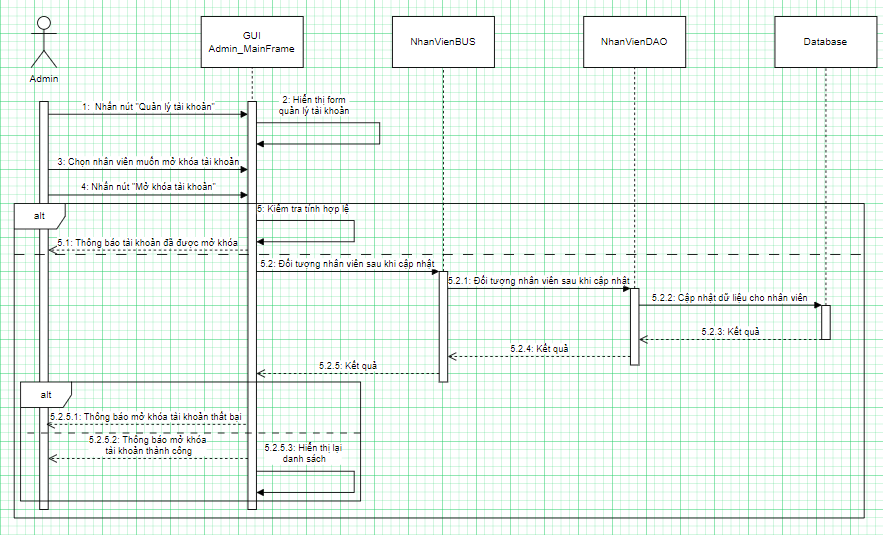 GUI
Admin_MainFrame
NhanVienBUS
NhanVienDAO
Database
Admin
1: Nhấn nút "Quản lý tài khoản"
2: Hiển thị form
quản lý tài khoản
3: Chọn nhân viên muốn mở khóa tài khoản
4: Nhấn nút "Mở khóa tài khoản"
alt
5: Kiểm tra tính hợp lệ
5.1: Thông báo tài khoản đã được mở khóa
5.2: Đối tượng nhân viên sau khi cập nhật
5.2.1: Đối tượng nhân viên sau khi cập nhật
5.2.2: Cập nhật dữ liệu cho nhân viên
5.2.3: Kết quả
5.2.4: Kết quả
5.2.5: Kết quả
alt
5.2.5.1: Thông báo mở khóa tài khoản thất bại
5.2.5.2: Thông báo mở
khóa tài khoản thành công
5.2.5.3: Hiển thị lại
danh sách